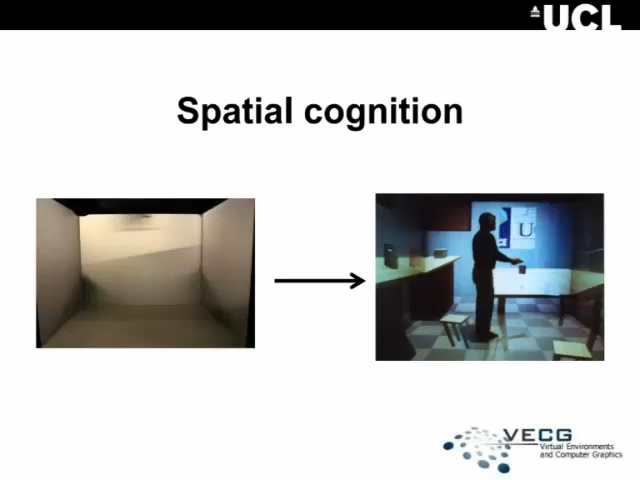 UCL
Spatial cognition
U
VECG
Virtual Environments
and Computer Graphics